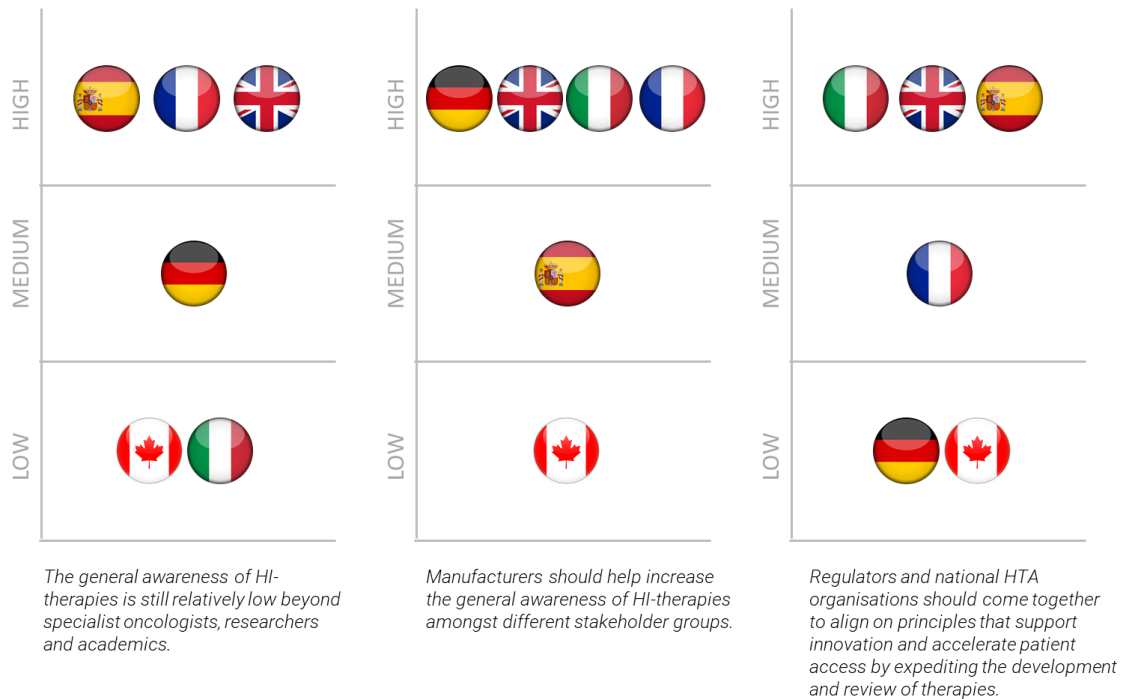 HIGH
MEDIUM
LOW
The general awareness of HI-
therapies is still relatively low beyond
specialist oncologists, researchers
and academics.
HIGH
MEDIUM
LOW
Manufacturers should help increase
the general awareness of HI-therapies
amongst different stakeholder groups.
HIGH
MEDIUM
LOW
Regulators and national HTA
organisations should come together
to align on principles that support
innovation and accelerate patient
access by expediting the development
and review of therapies.